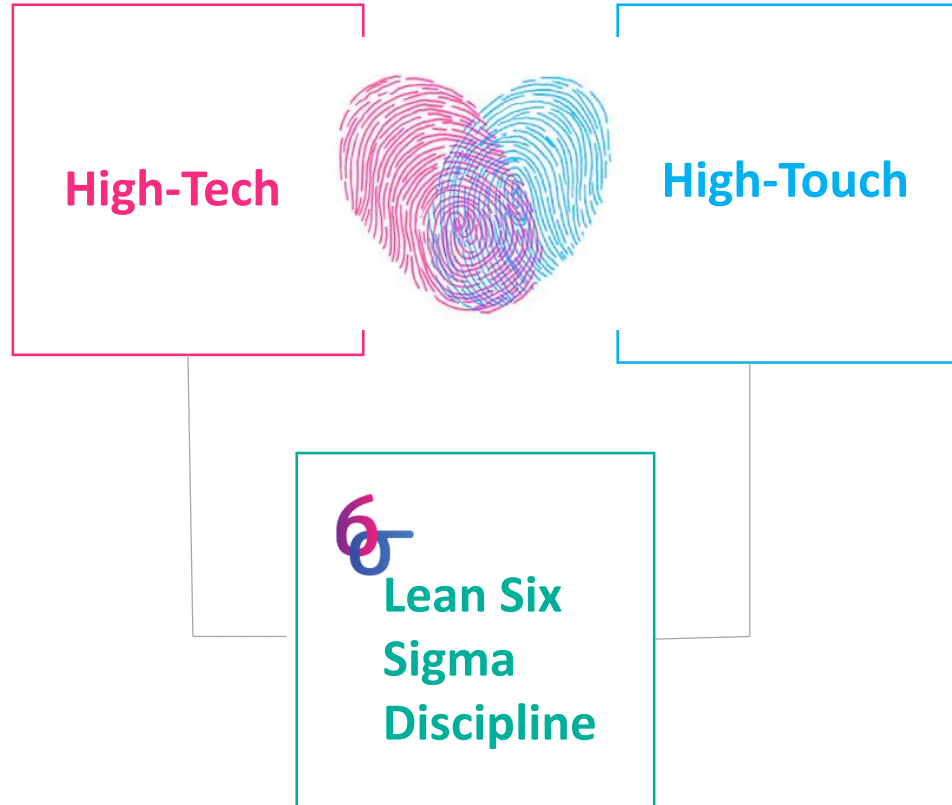 High-Tech
High-Touch
6σ
Lean Six
Sigma
Discipline